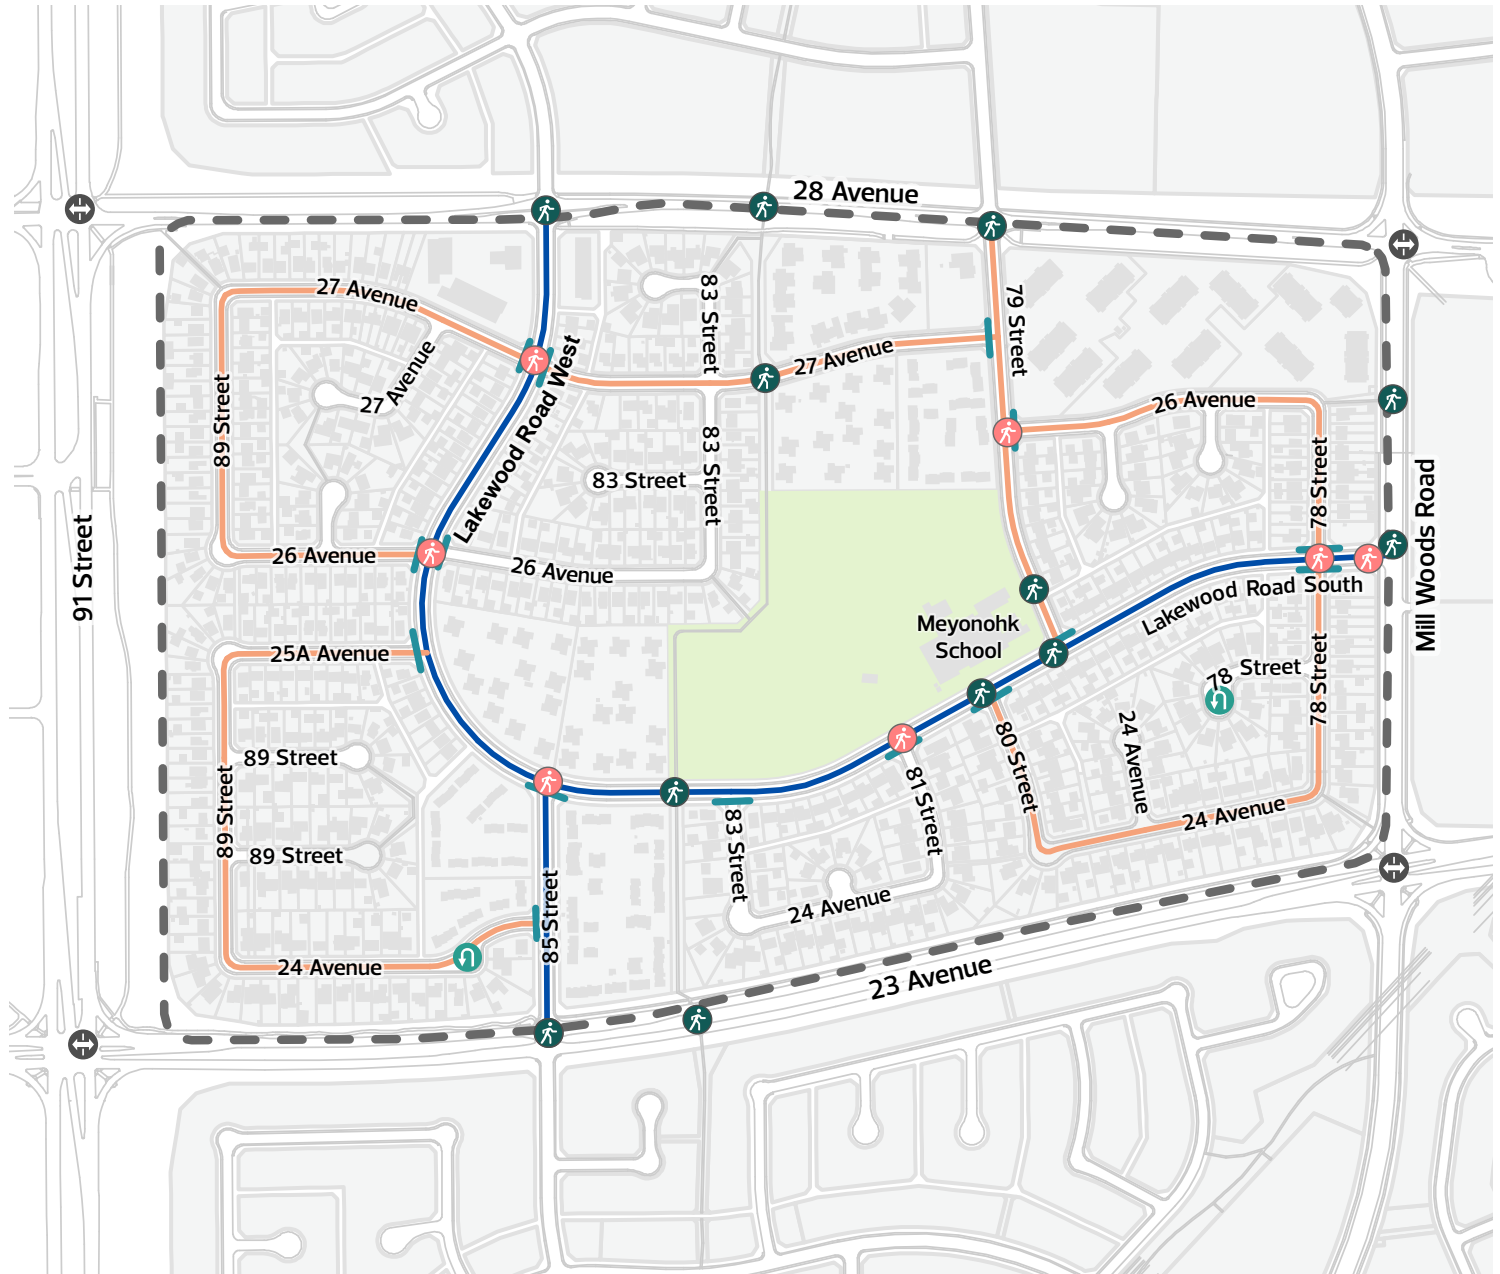 28 Avenue
27 Avenue
83 Street
79 Street
27 Avenue
27 Avenue
89 Street
Lakewood Road West
26 Avenue
83 Street
78 Street
83 Street
Mill Woods Road
91 Street
26 Avenue
26 Avenue
Lakewood Road South
Meyonohk
School
25A Avenue
78 Street
78 Street
89 Street
80 Street
24 Avenue
89 Street
81 Street
83 Street
24 Avenue
89 Street
85 Street
24 Avenue
24 Avenue
23 Avenue